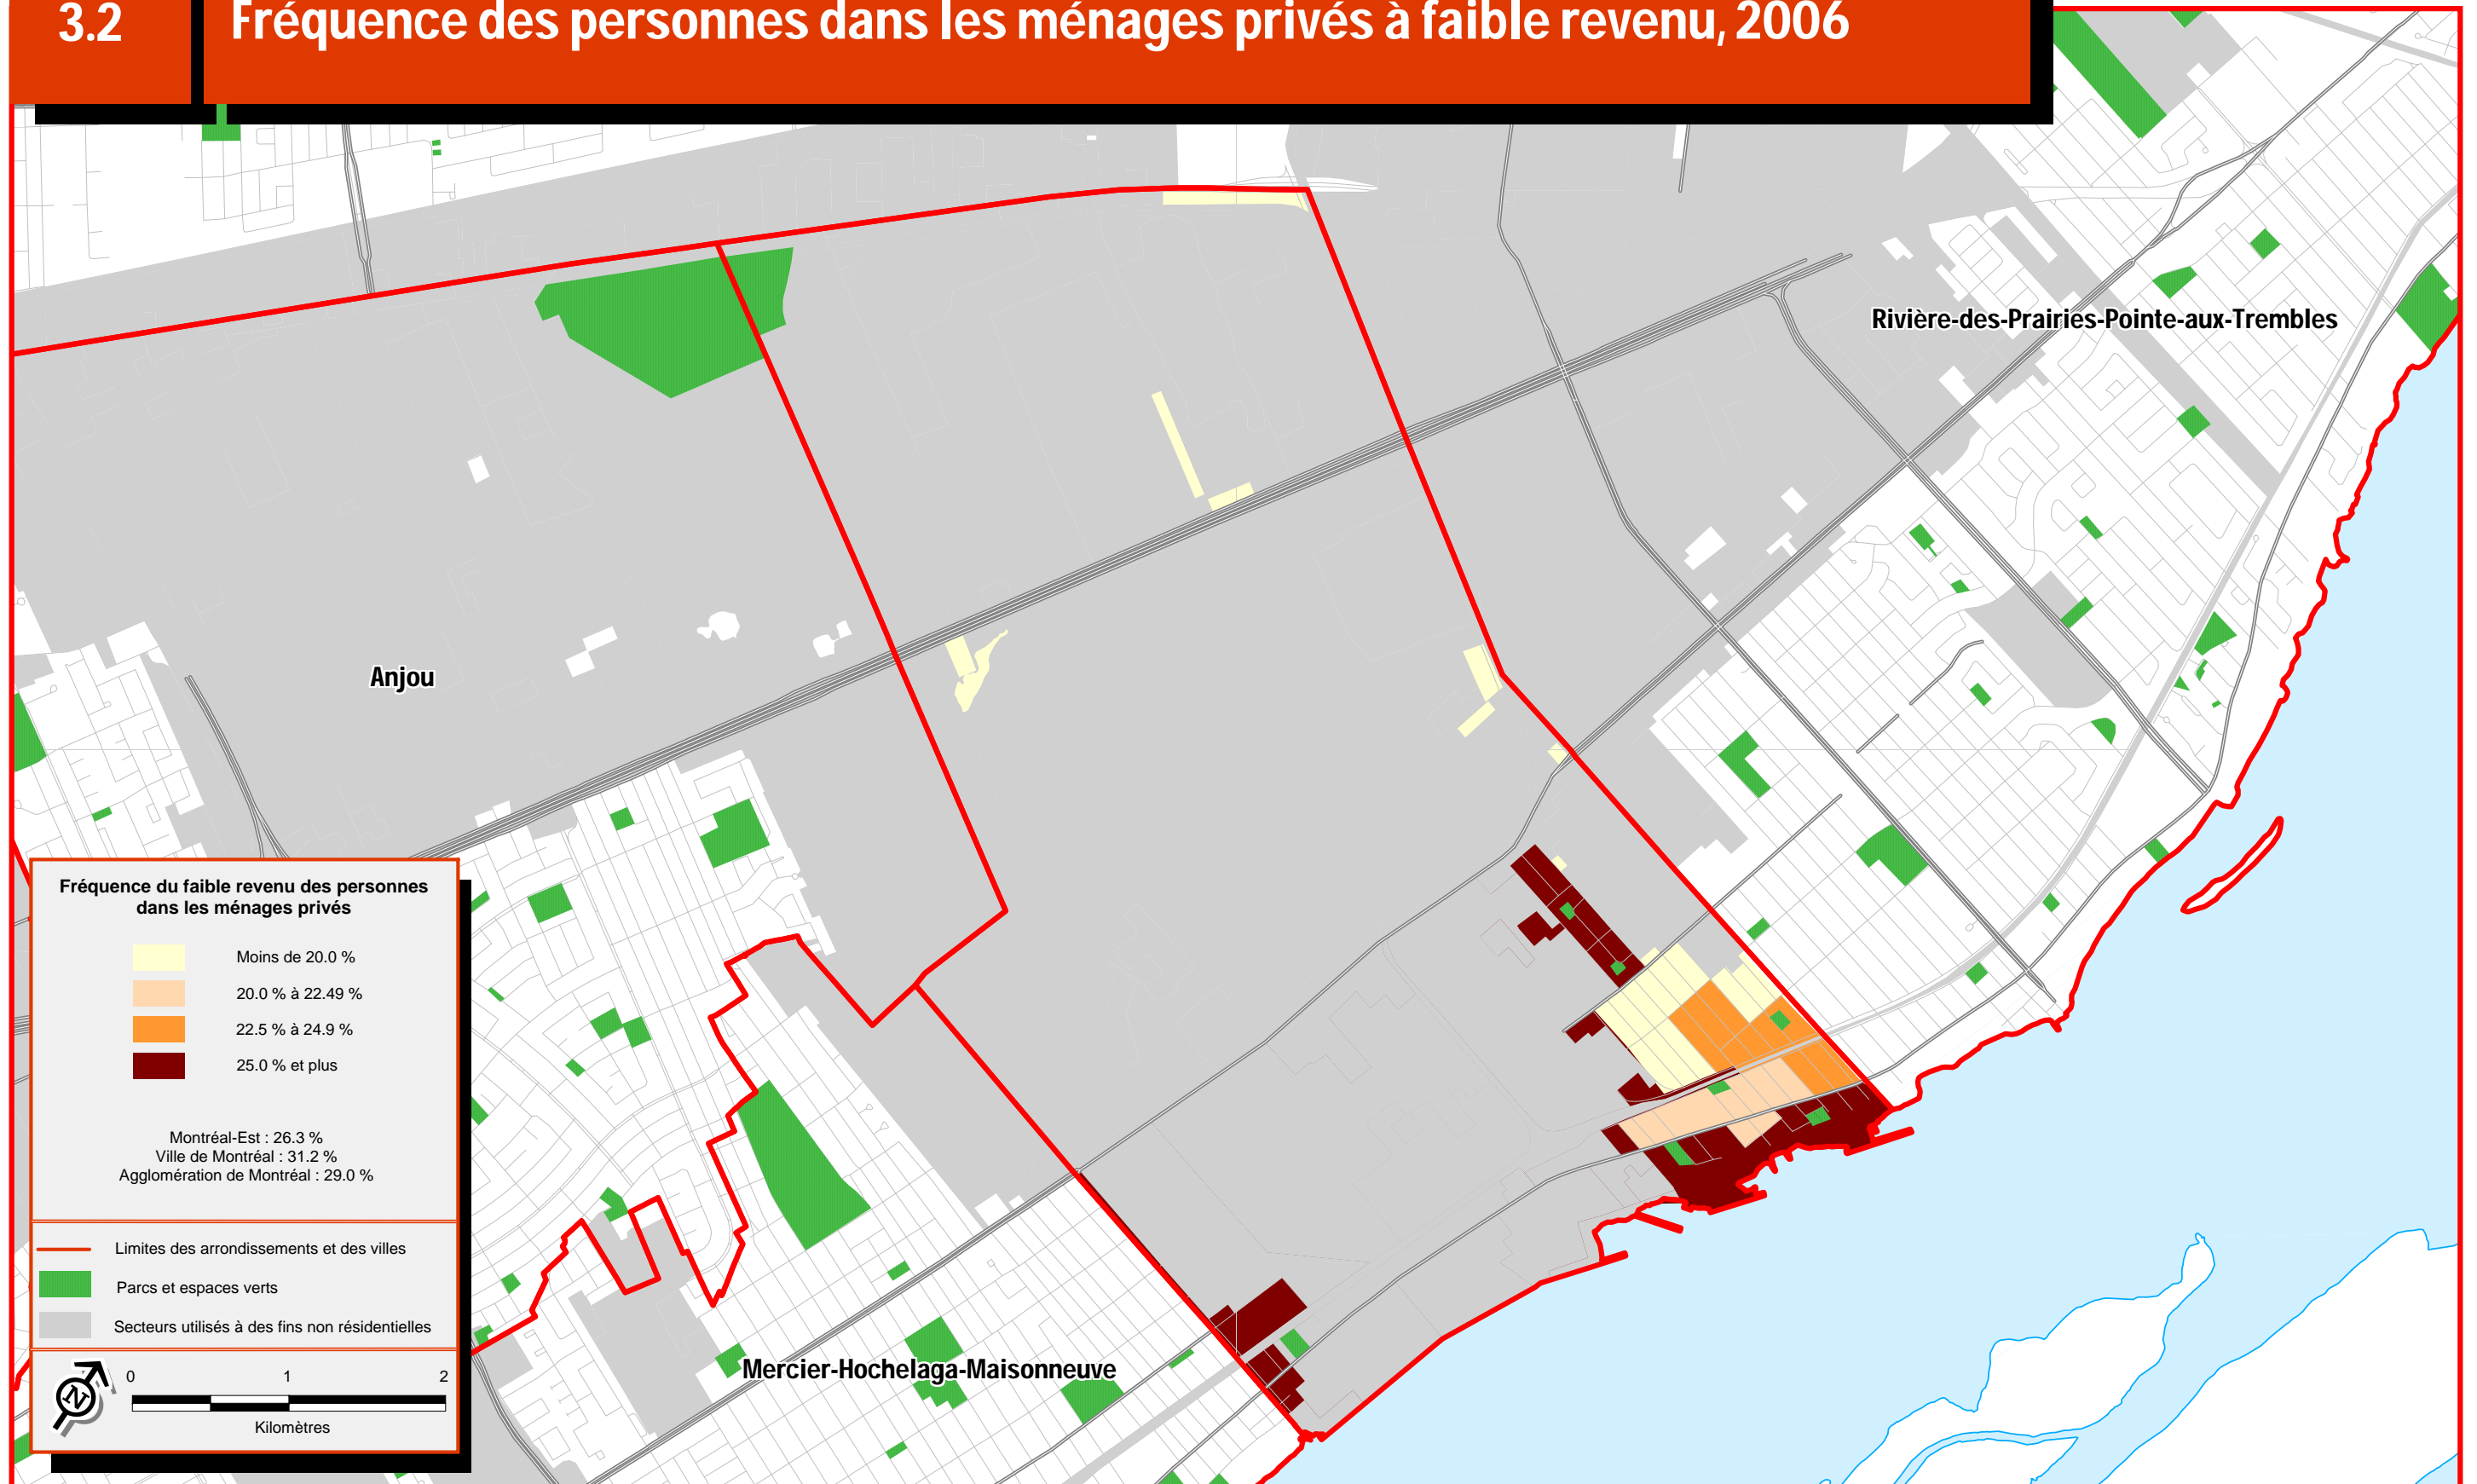 3.2
Fréquence des personnes dans les ménages privés à faible revenu, 2006
Rivière-des-Prairies-Pointe-aux-Trembles
Anjou
Mercier-Hochelaga-Maisonneuve
Fréquence du faible revenu des personnes
dans les ménages privés
Moins de 20.0 %
20.0 % à 22.49 %
22.5 % à 24.9 %
25.0 % et plus
Montréal-Est : 26.3 %
Ville de Montréal : 31.2 %
Agglomération de Montréal : 29.0 %
Limites des arrondissements et des villes
Parcs et espaces verts
Secteurs utilisés à des fins non résidentielles
N
0 1 2
Kilomètres